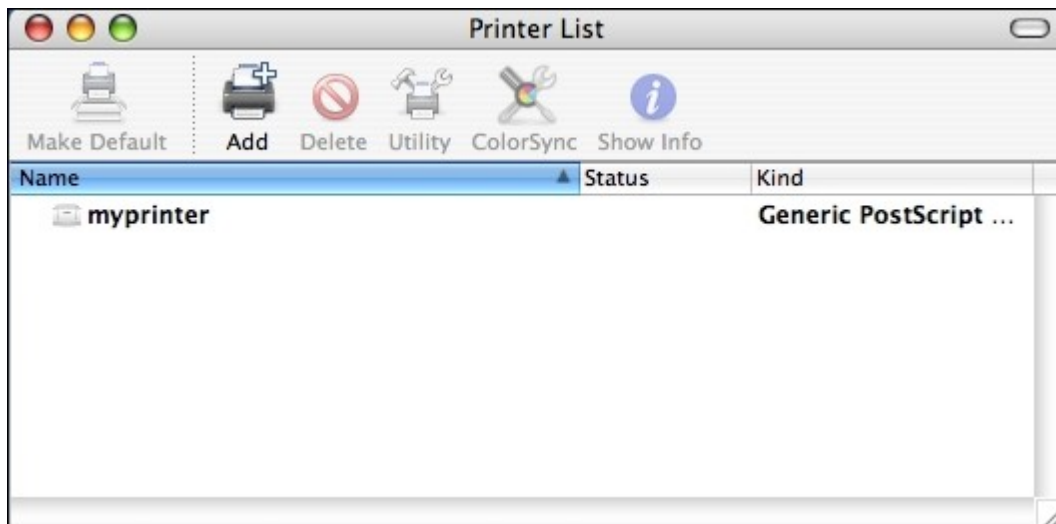 Printer List
Make Default Add Delete Utility ColorSync Show Info
Name Status Kind
myprinter Generic PostScript ...